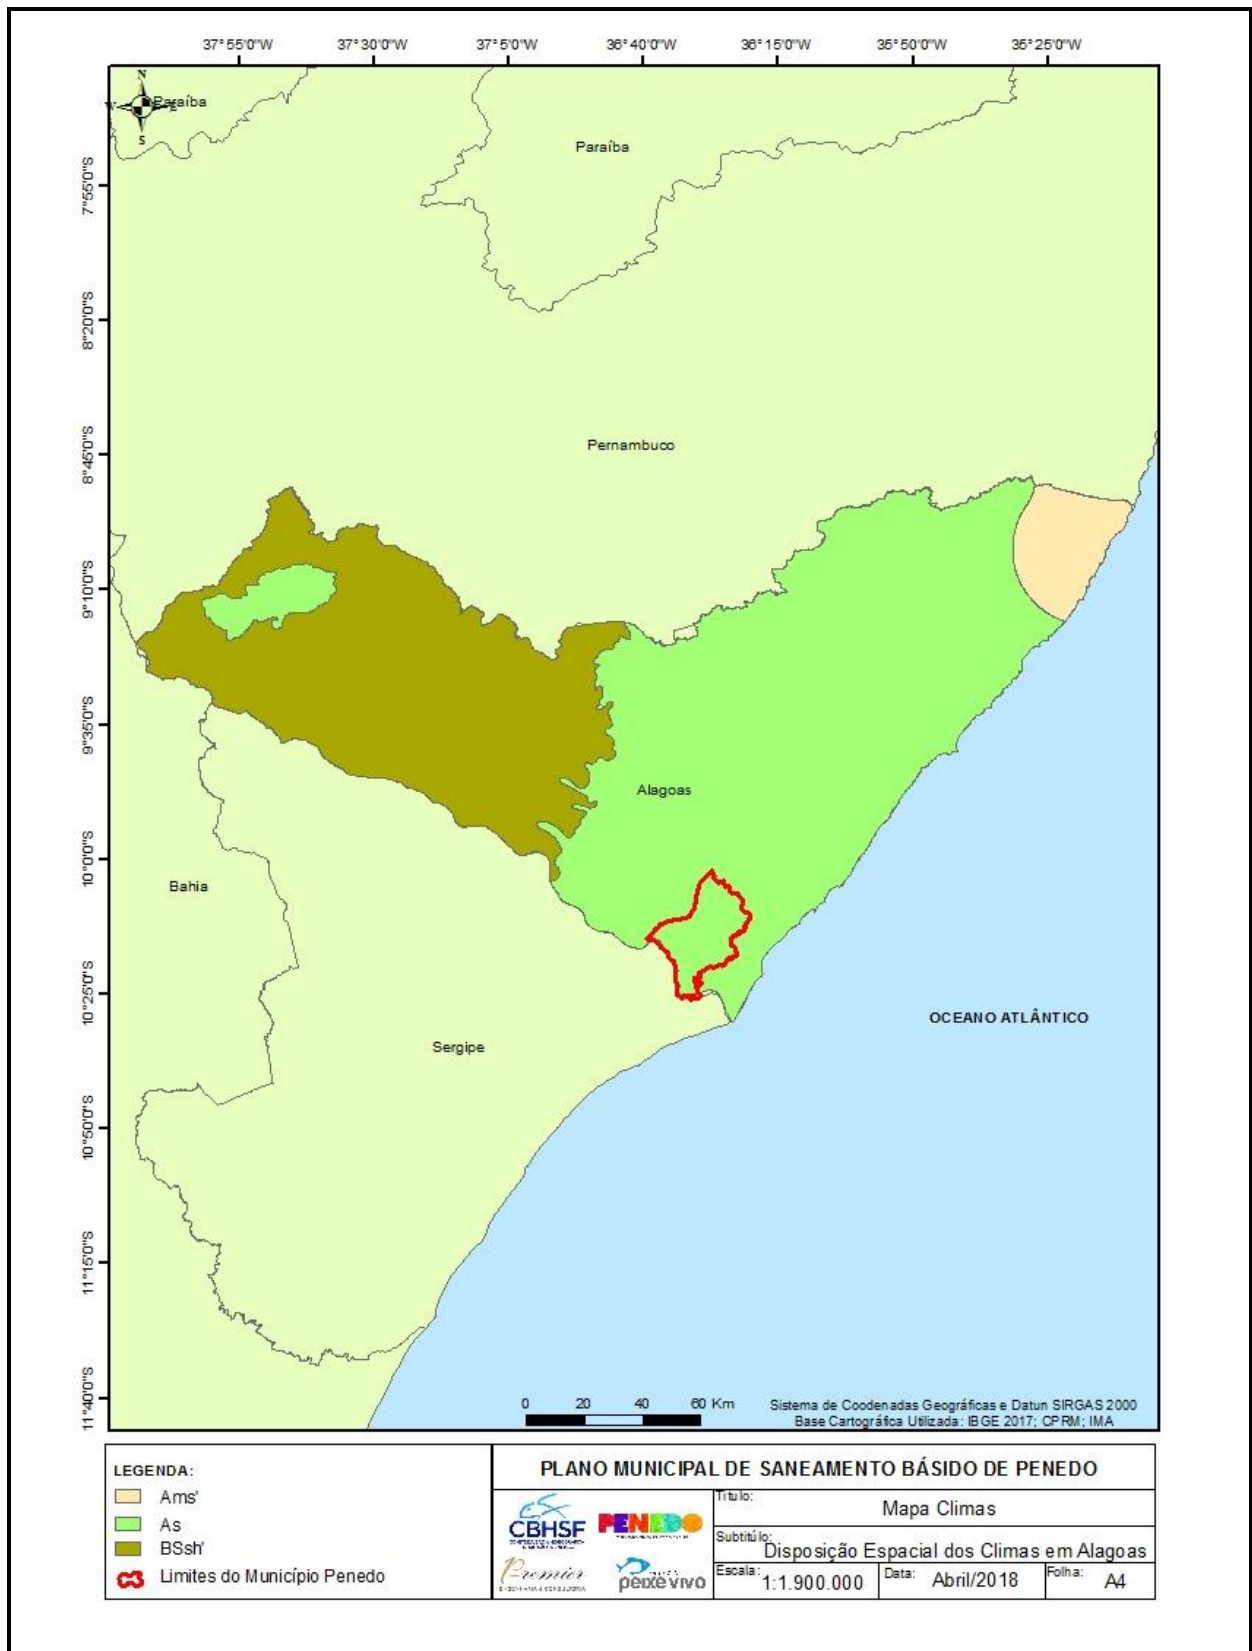 37°55'0"W 37°30'0"W 37°5'0"W 36°40'0"W 36°15'0"W 35°50'0"W 35°25'0"W
N
E
S
Paraíba
Paraíba
7°55'0"S
8°20'0"S
Pernambuco
8°45'0"S
9°10'0"S
9°35'0"S
Alagoas
10°0'0"S
Bahia
10°25'0"S
OCEANO ATLÂNTICO
Sergipe
10°50'0"S
11°15'0"S
11°40'0"S
0 20 40 60 Km
Sistema de Coodenadas Geográficas e Datun SIRGAS 2000
Base Cartográfica Utilizada: IBGE 2017; CPRM; IMA
LEGENDA:
Ams'
As
BSsh'
Limites do Município Penedo
PLANO MUNICIPAL DE SANEAMENTO BÁSIDO DE PENEDO
CBHSF
PENEDO
Premier
peixe vivo
Título:
Mapa Climas
Subtitúlo:
Disposição Espacial dos Climas em Alagoas
Escala: 1:1.900.000
Data: Abril/2018
Folha: A4